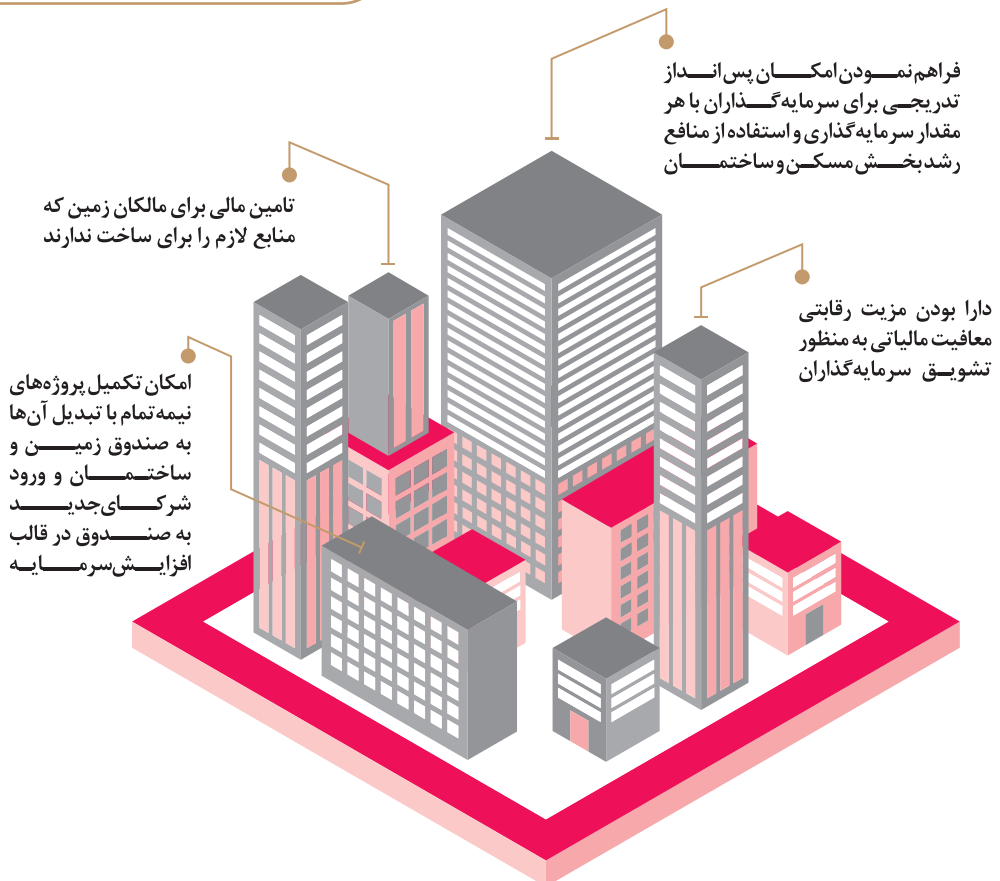 فراهم نمودن امکان پس‌انداز
تدریجی برای سرمایه‌گذاران با هر
مقدار سرمایه‌گذاری و استفاده از منافع
رشد بخش مسکن و ساختمان
تامین مالی برای مالکان زمین که
منابع لازم را برای ساخت ندارند
دارا بودن مزیت رقابتی
معافیت مالیاتی به منظور
تشویق سرمایه‌گذاران
امکان تکمیل پروژه‌های
نیمه‌تمام با تبدیل آن‌ها
به صندوق زمین و
ساختمان و ورود
شرکای جدید
به صندوق در قالب
افزایش سرمایه